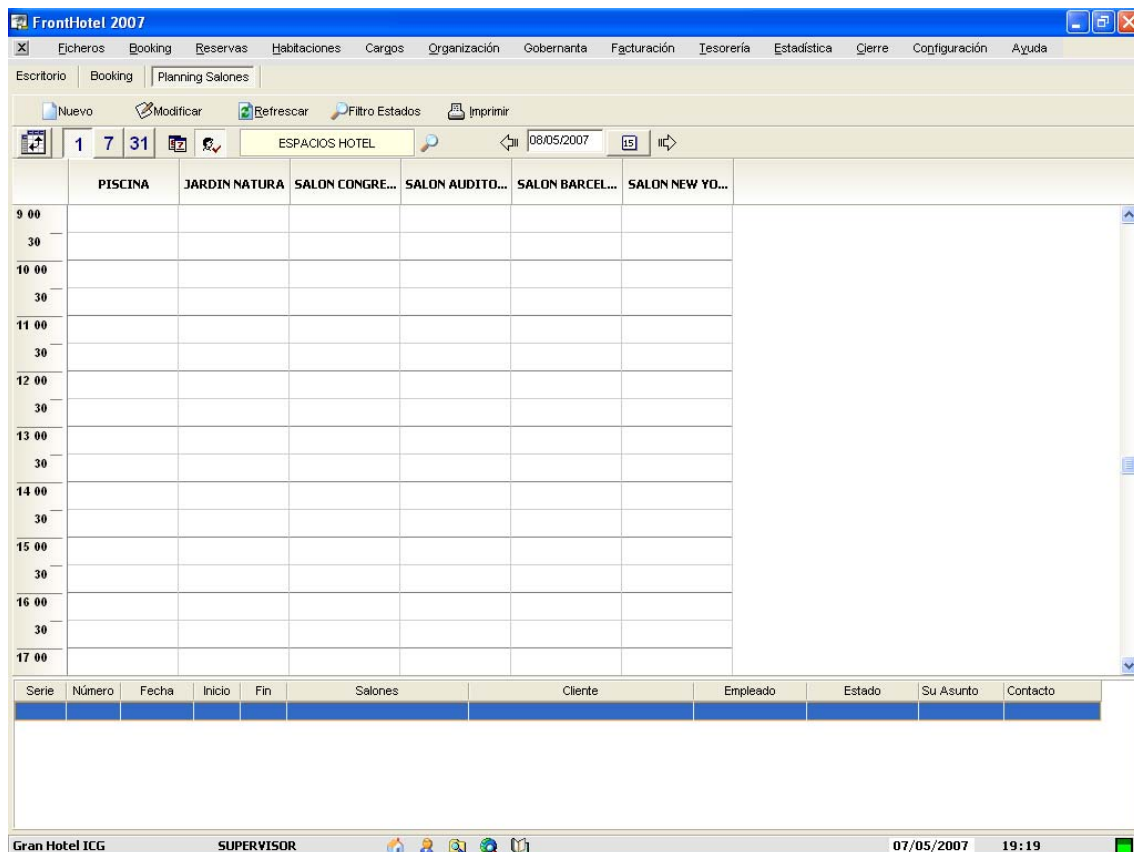 FrontHotel 2007
X Ficheros Booking Reservas Habitaciones Cargos Organización Gobernanta Facturación Tesorería Estadística Cierre Configuración Ayuda
Escritorio Booking Planning Salones
Nuevo Modificar Refrescar Filtro Estados Imprimir
1 7 31 17 ESPACIOS HOTEL 08/05/2007 15
PISCINA JARDIN NATURA SALON CONGRE... SALON AUDITO... SALON BARCEL... SALON NEW YO...
9 00
30
10 00
30
11 00
30
12 00
30
13 00
30
14 00
30
15 00
30
16 00
30
17 00
Serie Número Fecha Inicio Fin Salones Cliente Empleado Estado Su Asunto Contacto
Gran Hotel ICG SUPERVISOR 07/05/2007 19:19